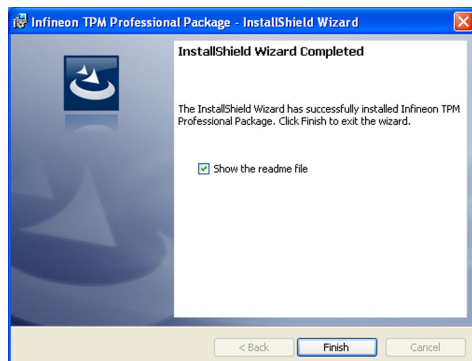 Infineon TPM Professional Package - InstallShield Wizard
InstallShield Wizard Completed
The InstallShield Wizard has successfully installed Infineon TPM
Professional Package. Click Finish to exit the wizard.
Show the readme file
< Back
Finish
Cancel